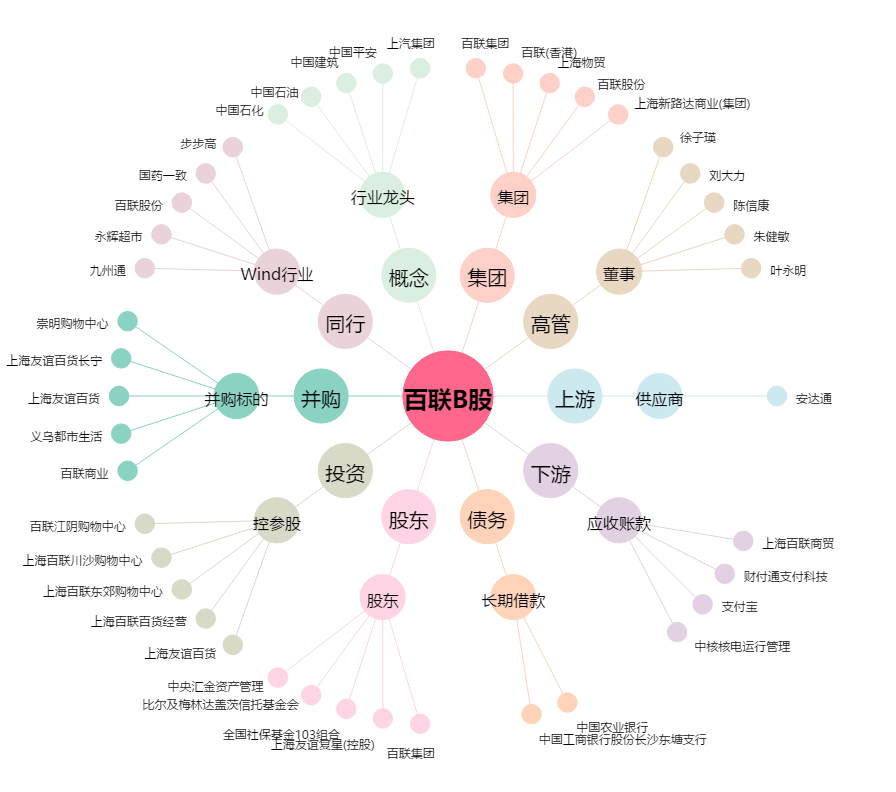 上汽集团
中国平安
中国建筑
中国石油
中国石化
行业龙头
概念
百联集团
百联(香港)
上海物贸
百联股份
上海新路达商业(集团)
集团
集团
徐子瑛
刘大力
陈信康
朱健敏
叶永明
董事
高管
步步高
国药一致
百联股份
永辉超市
九州通
Wind行业
同行
崇明购物中心
上海友谊百货长宁
上海友谊百货
义乌都市生活
百联商业
并购标的
并购
百联B股
上游
供应商
安达通
投资
控参股
百联江阴购物中心
上海百联川沙购物中心
上海百联东郊购物中心
上海百联百货经营
上海友谊百货
股东
股东
中央汇金资产管理
比尔及梅林达盖茨信托基金会
全国社保基金103组合
上海友谊复星(控股)
百联集团
债务
长期借款
中国农业银行
中国工商银行股份长沙东塘支行
下游
应收账款
上海百联商贸
财付通支付科技
支付宝
中核核电运行管理